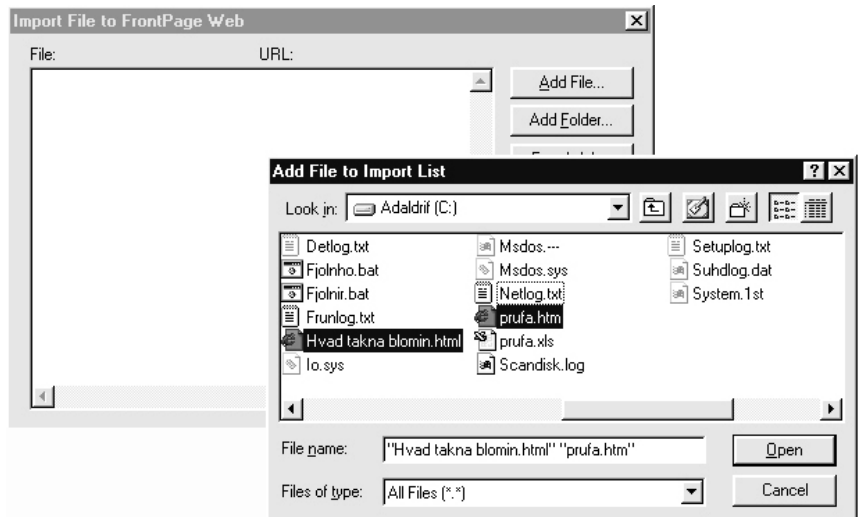 Import File to FrontPage Web
File: URL:
Add File...
Add Folder...
Add File to Import List
Look in: Adaldrif (C:)
Detlog.txt Msdos.--- Setuplog.txt
Fjolnho.bat Msdos.sys Suhdlog.dat
Fjolnir.bat Netlog.txt System.1st
Frunlog.txt prufa.htm
Hvad takna blomin.html prufa.xls
Io.sys Scandisk.log
File name: "Hvad takna blomin.html" "prufa.htm" Open
Files of type: All Files (*.*) Cancel